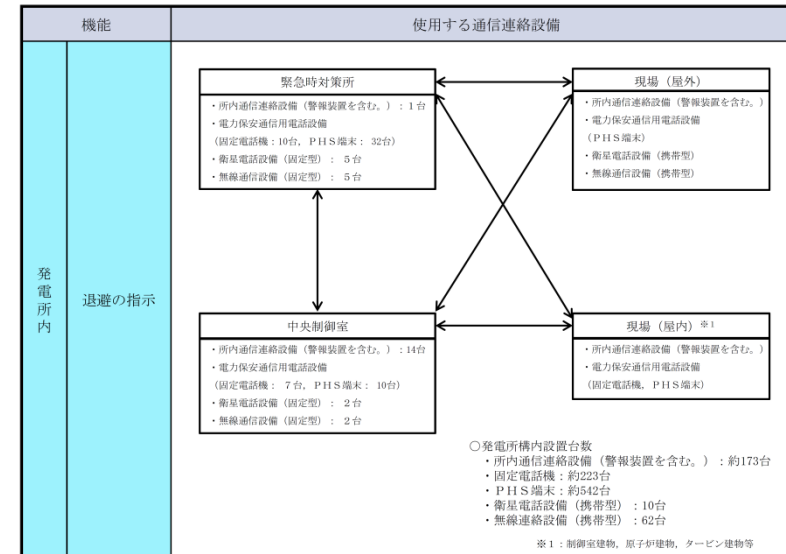 機能
使用する通信連絡設備
発電所内
退避の指示
緊急時対策所
・所内通信連絡設備（警報装置を含む。）：1台
・電力保安通信用電話設備
（固定電話機：10台，PHS端末： 32台）
・衛星電話設備（固定型）： 5台
・無線通信設備（固定型）： 5台
現場（屋外）
・所内通信連絡設備（警報装置を含む。）
・電力保安通信用電話設備
（PHS端末）
・衛星電話設備（携帯型）
・無線通信設備（携帯型）
中央制御室
・所内通信連絡設備（警報装置を含む。）：14台
・電力保安通信用電話設備
（固定電話機： 7台，PHS端末： 10台）
・衛星電話設備（固定型）： 2台
・無線通信設備（固定型）： 2台
現場（屋内）※1
・所内通信連絡設備（警報装置を含む。）
・電力保安通信用電話設備
（固定電話機，PHS端末）
○発電所構内設置台数
・所内通信連絡設備（警報装置を含む。）：約173台
・固定電話機：約223台
・PHS端末：約542台
・衛星電話設備（携帯型）：10台
・無線連絡設備（携帯型）：62台
※1：制御室建物，原子炉建物，タービン建物等